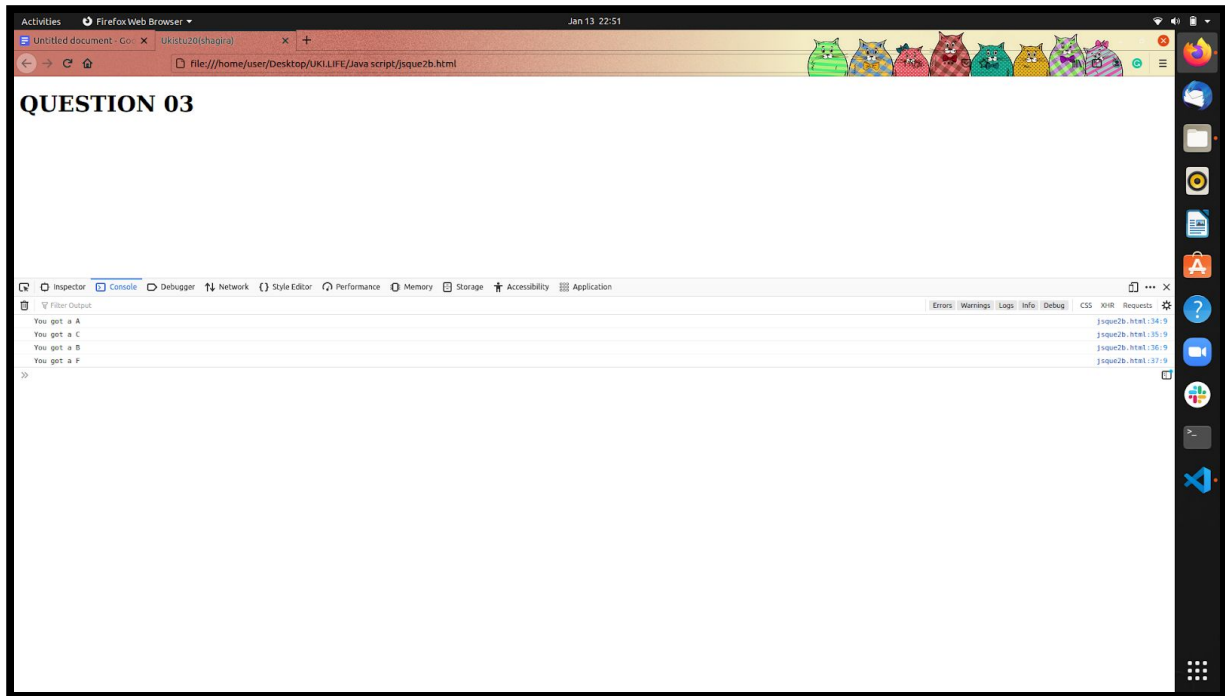 Activities Firefox Web Browser Jan 13 22:51
Untitled document - Goo Ukistu20(shagira)
file:///home/user/Desktop/UKI.LIFE/Java script/jsque2b.html
QUESTION 03
Inspector Console Debugger Network Style Editor Performance Memory Storage Accessibility Application
Filter Output Errors Warnings Logs Info Debug CSS XHR Requests
You got a A jsque2b.html:34:9
You got a C jsque2b.html:35:9
You got a B jsque2b.html:36:9
You got a F jsque2b.html:37:9